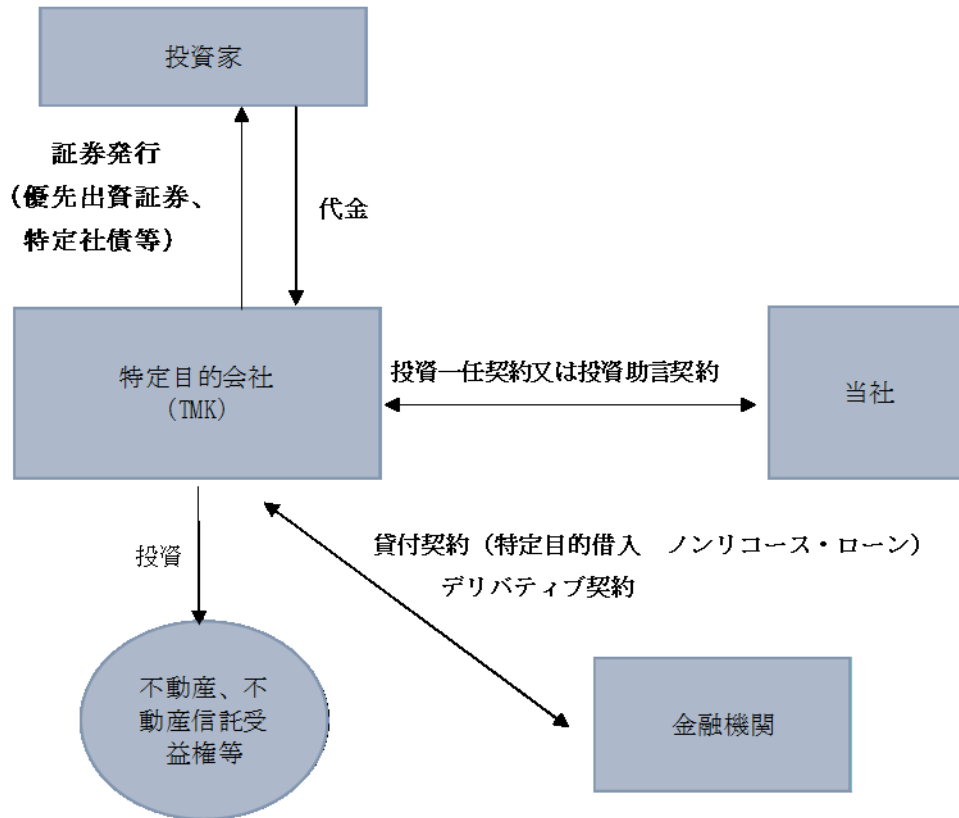 投資家
証券発行
（優先出資証券、
特定社債等）
代金
特定目的会社
(TMK)
投資一任契約又は投資助言契約
当社
投資
貸付契約（特定目的借入　ノンリコース・ローン）
デリバティブ契約
不動産、不
動産信託受
益権等
金融機関